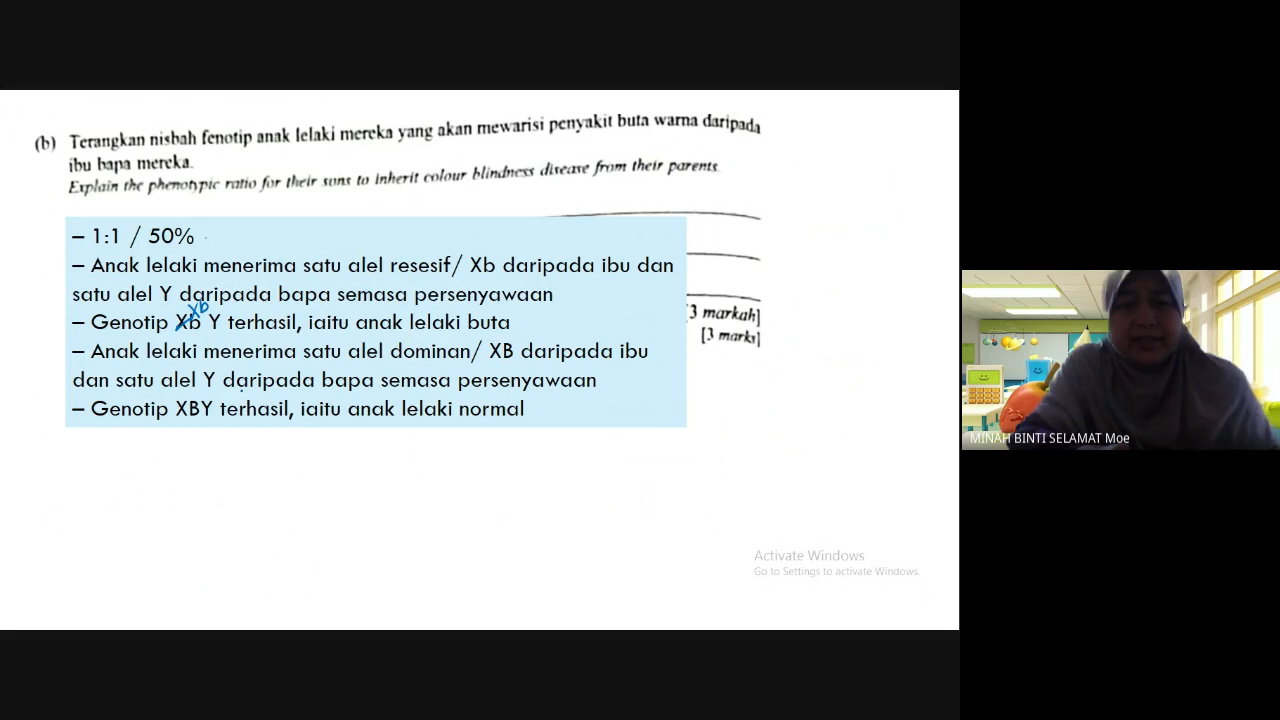 (b) Terangkan nisbah fenotip anak lelaki mereka yang akan mewarisi penyakit buta warna daripada
ibu bapa mereka.
Explain the phenotypic ratio for their sons to inherit colour blindness disease from their parents.
– 1:1 / 50%
– Anak lelaki menerima satu alel resesif/ Xb daripada ibu dan
satu alel Y daripada bapa semasa persenyawaan
Xb
– Genotip Xb Y terhasil, iaitu anak lelaki buta
– Anak lelaki menerima satu alel dominan/ XB daripada ibu
dan satu alel Y daripada bapa semasa persenyawaan
– Genotip XBY terhasil, iaitu anak lelaki normal
[3 markah]
[3 marks]
Activate Windows
Go to Settings to activate Windows.
MINAH BINTI SELAMAT Moe